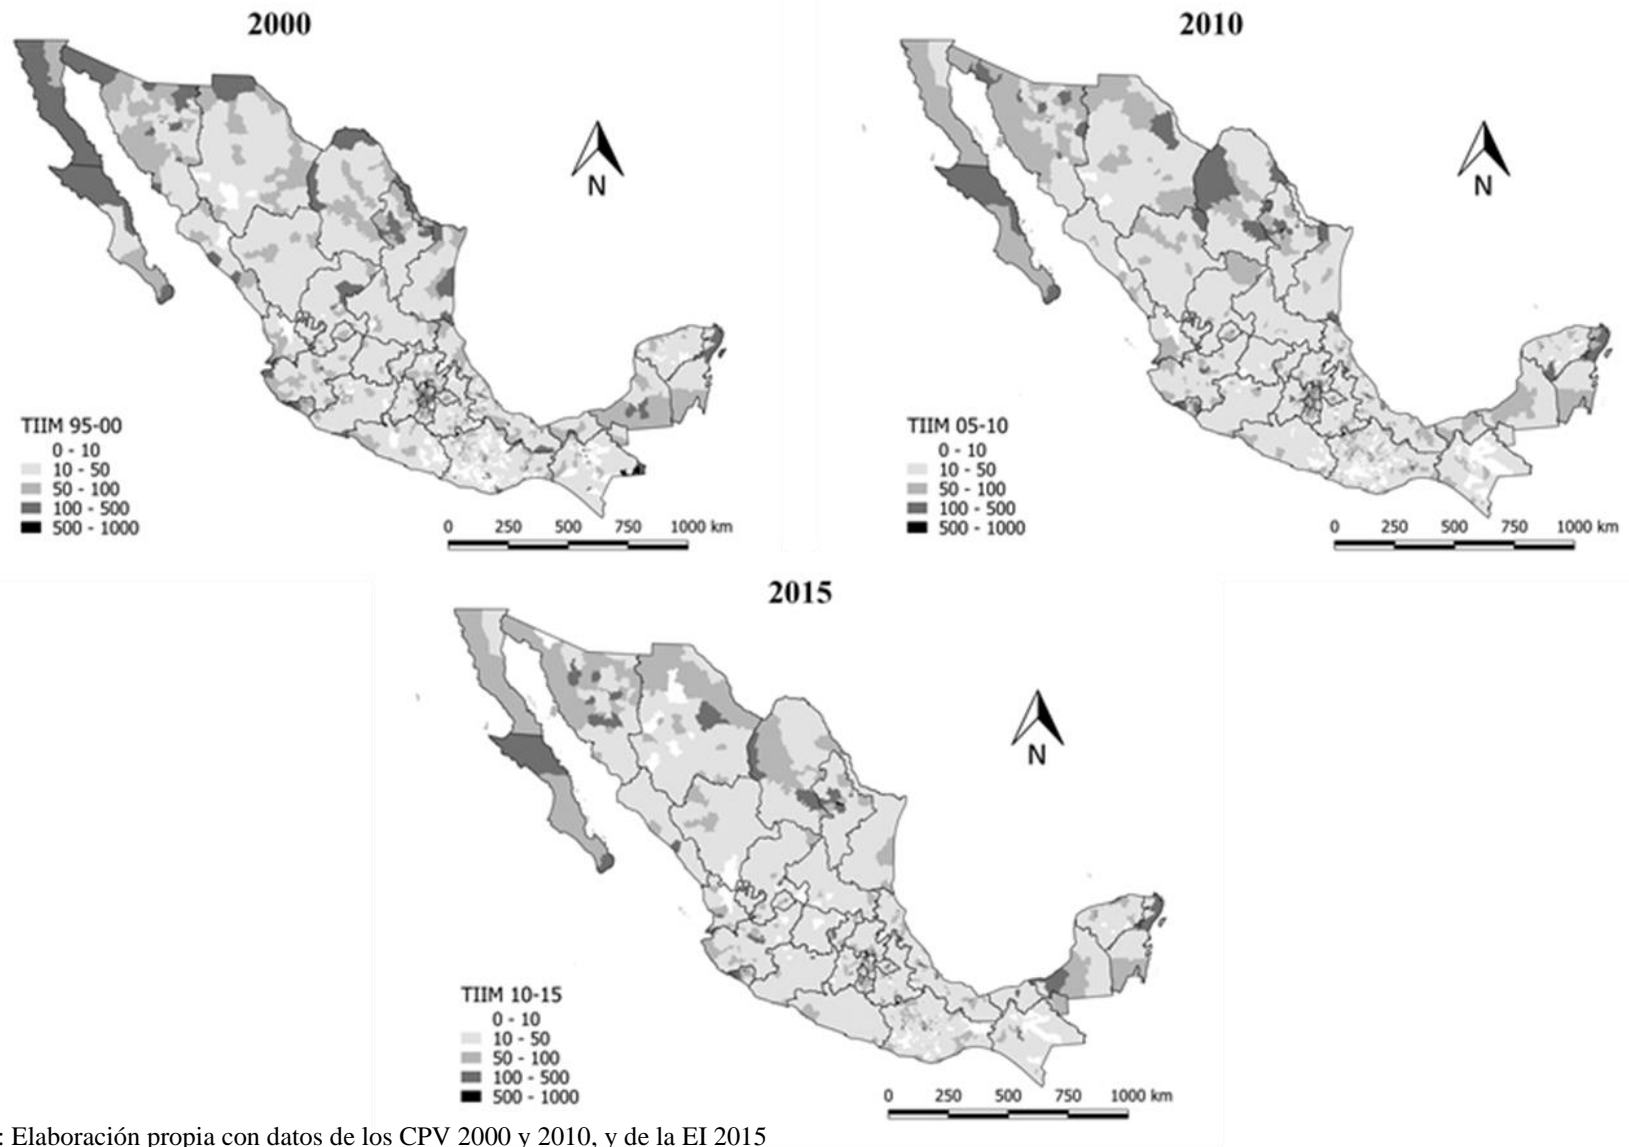 2000
N
TIIM 95-00
0 - 10
10 - 50
50 - 100
100 - 500
500 - 1000
0 250 500 750 1000 km
2010
N
TIIM 05-10
0 - 10
10 - 50
50 - 100
100 - 500
500 - 1000
0 250 500 750 1000 km
2015
N
TIIM 10-15
0 - 10
10 - 50
50 - 100
100 - 500
500 - 1000
0 250 500 750 1000 km
: Elaboración propia con datos de los CPV 2000 y 2010, y de la EI 2015